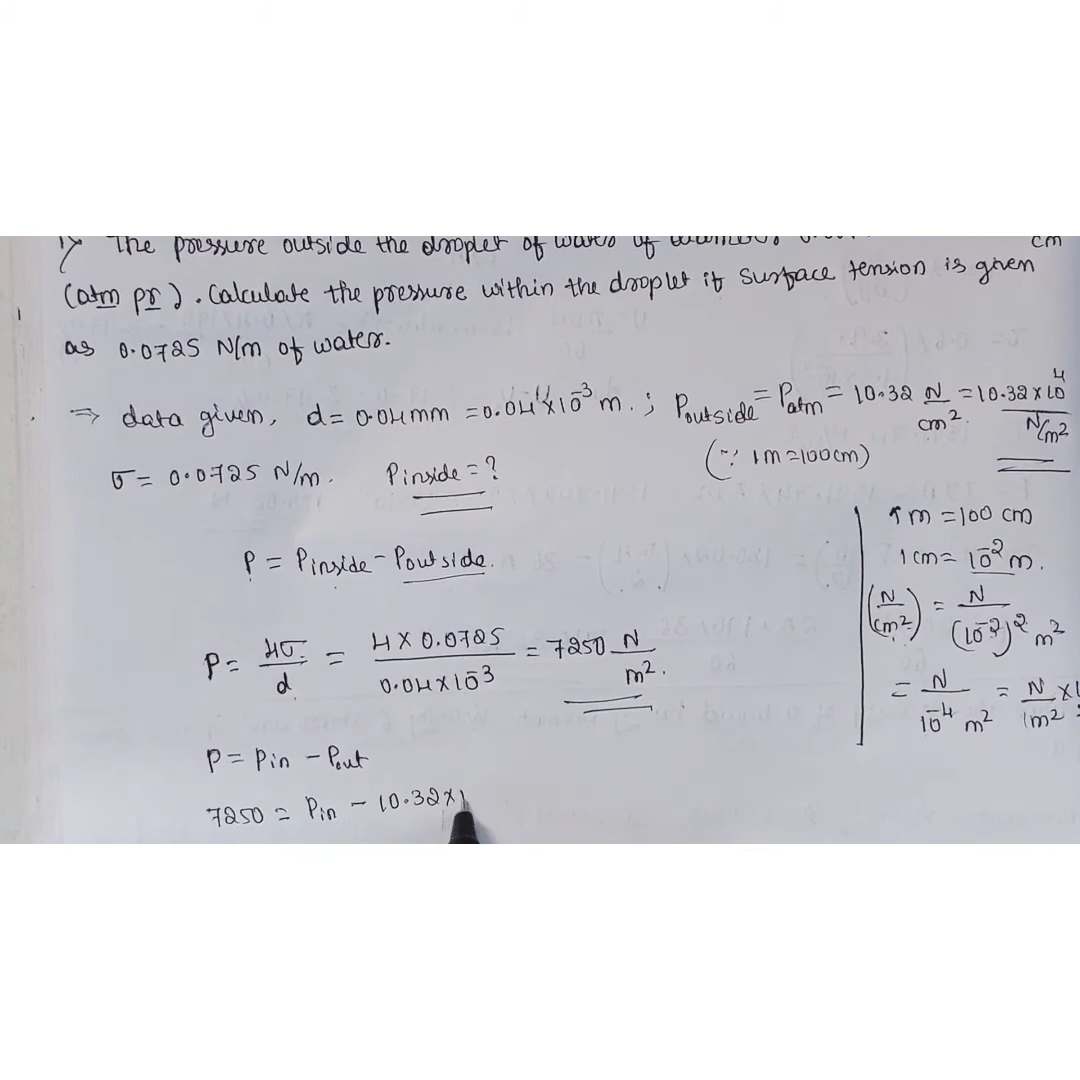 1) The pressure outside the droplet of water of cm
(atm pr). Calculate the pressure within the droplet if surface tension is given
as 0.0725 N/m of water.
⇒ data given, d = 0.04mm = 0.04×10⁻³ m. ; Poutside = Patm = 10.32 N/cm² = 10.32×10⁴ N/m²
(∵ 1m=100cm)
σ = 0.0725 N/m. Pinside = ?
P = Pinside - Poutside.
P = 4σ/d = 4 × 0.0725 / 0.04×10⁻³ = 7250 N/m².
P = Pin - Pout
7250 = Pin - 10.32×1
1m = 100 cm
1cm = 10⁻² m.
(N/cm²) = N/(10⁻²)² m²
= N/10⁻⁴ m² = N/1m² ×